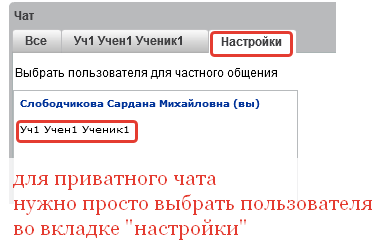 Чат
Все Уч1 Учен1 Ученик1 Настройки
Выбрать пользователя для частного общения
Слободчикова Сардана Михайловна (вы)
Уч1 Учен1 Ученик1
для приватного чата
нужно просто выбрать пользователя
во вкладке "настройки"